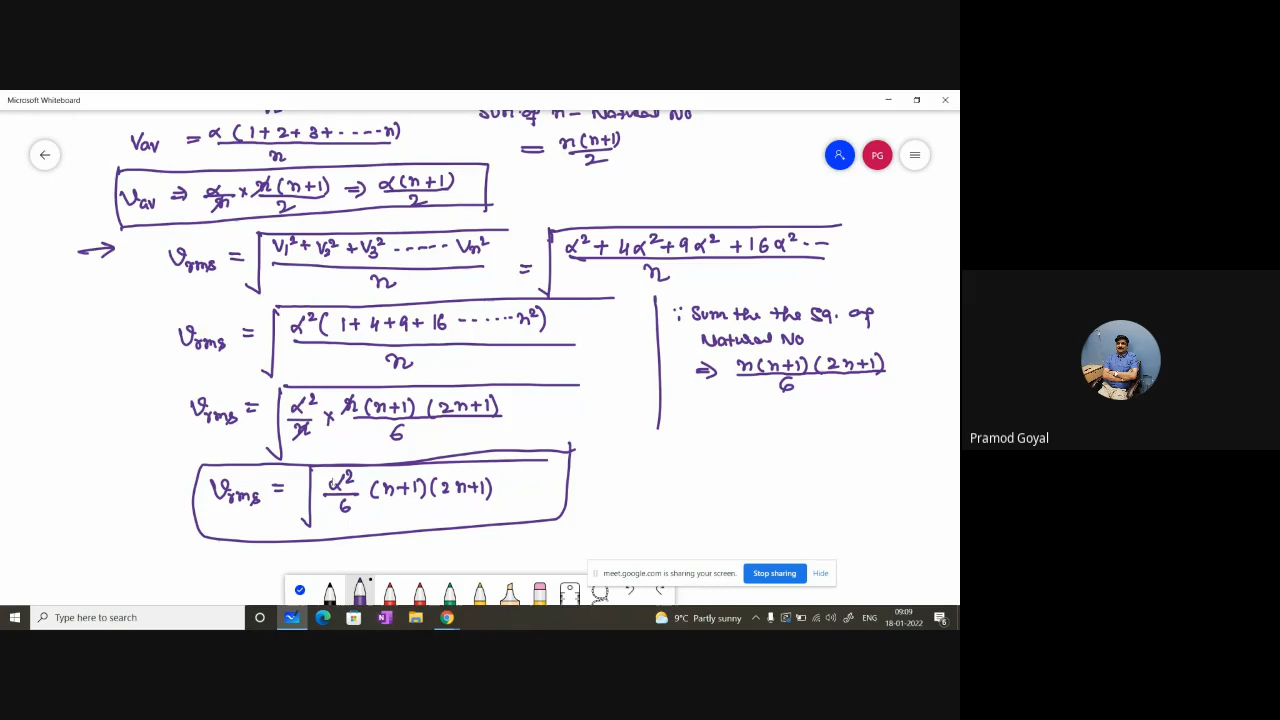 Microsoft Whiteboard
Sum of n - Natural No
Vav = α (1 + 2 + 3 + ----- n) / n
= n(n+1) / 2
PG
Vav ⇒ α/n × n(n+1)/2 ⇒ α(n+1)/2
→ Vrms = √((V1² + V2² + V3² ------ Vn²) / n) = √((α² + 4α² + 9α² + 16α² ---) / n)
Vrms = √(α² (1 + 4 + 9 + 16 ------- n²) / n)
∵ Sum the the Sq. of
Natural No
⇒ n(n+1)(2n+1) / 6
Vrms = √(α²/n × n(n+1)(2n+1)/6)
Vrms = √(α²/6 (n+1)(2n+1))
Pramod Goyal
meet.google.com is sharing your screen. Stop sharing Hide
Type here to search
9°C Partly sunny
ENG
09:09
18-01-2022
6